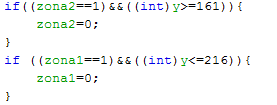 if((zona2==1)&&((int)y>=161)){
zona2=0;
}
if ((zona1==1)&&((int)y<=216)){
zona1=0;
}